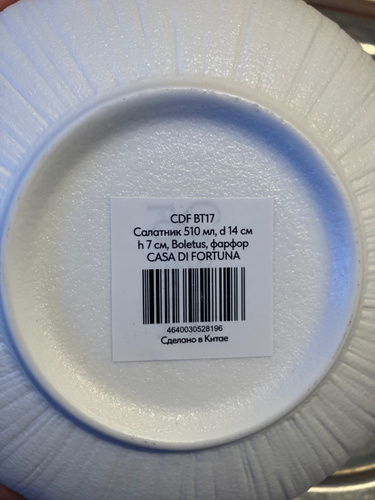 CDF BT17
Салатник 510 мл, d 14 см
h 7 см, Boletus, фарфор
CASA DI FORTUNA
4640030528196
Сделано в Китае